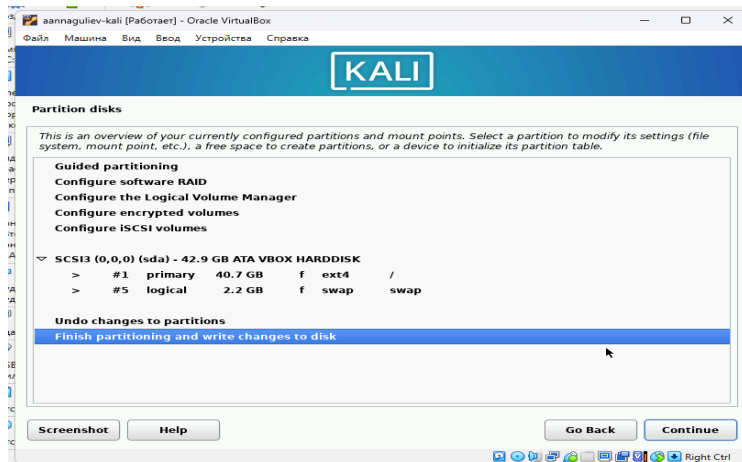 aannaguliev-kali [Работает] - Oracle VirtualBox
Файл Машина Вид Ввод Устройства Справка
KALI
Partition disks
This is an overview of your currently configured partitions and mount points. Select a partition to modify its settings (file
system, mount point, etc.), a free space to create partitions, or a device to initialize its partition table.
Guided partitioning
Configure software RAID
Configure the Logical Volume Manager
Configure encrypted volumes
Configure iSCSI volumes
SCSI3 (0,0,0) (sda) - 42.9 GB ATA VBOX HARDDISK
> #1 primary 40.7 GB f ext4 /
> #5 logical 2.2 GB f swap swap
Undo changes to partitions
Finish partitioning and write changes to disk
Screenshot Help Go Back Continue
Right Ctrl